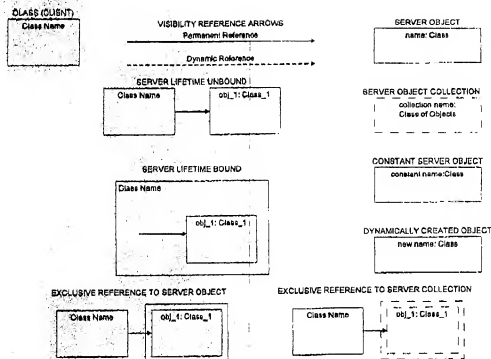 CLASS (CLIENT)
Class Name
VISIBILITY REFERENCE ARROWS
Permanent Reference
Dynamic Reference
SERVER OBJECT
name: Class
SERVER LIFETIME UNBOUND
Class Name
obj_1: Class_1
SERVER OBJECT COLLECTION
collection name:
Class of Objects
SERVER LIFETIME BOUND
Class Name
obj_1: Class_1
CONSTANT SERVER OBJECT
constant name:Class
DYNAMICALLY CREATED OBJECT
new name: Class
EXCLUSIVE REFERENCE TO SERVER OBJECT
Class Name
obj_1: Class_1
EXCLUSIVE REFERENCE TO SERVER COLLECTION
Class Name
obj_1: Class_1